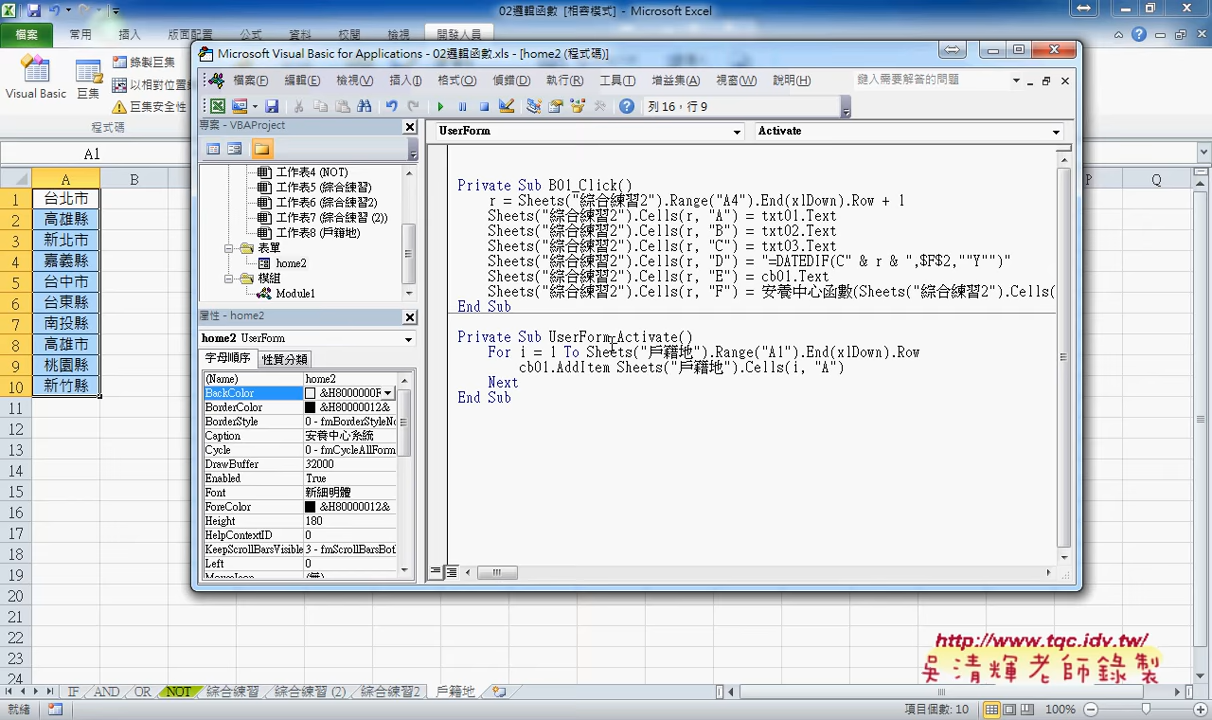 02邏輯函數 [相容模式] - Microsoft Excel
檔案 常用 插入 版面配置 公式 資料 校閱 檢視 開發人員
Visual Basic 巨集 錄製巨集
以相對位置
巨集安全性
程式碼
A1
A B P Q
1 台北市
2 高雄縣
3 新北市
4 嘉義縣
5 台中市
6 台東縣
7 南投縣
8 高雄市
9 桃園縣
10 新竹縣
11
12
13
14
15
16
17
18
19
20
21
22
23
24
Microsoft Visual Basic for Applications - 02邏輯函數.xls - [home2 (程式碼)]
檔案(F) 編輯(E) 檢視(V) 插入(I) 格式(O) 偵錯(D) 執行(R) 工具(T) 增益集(A) 視窗(W) 說明(H) 鍵入需要解答的問題
列 16，行 9
專案 - VBAProject
工作表4 (NOT)
工作表5 (綜合練習)
工作表6 (綜合練習2)
工作表7 (綜合練習 (2))
工作表8 (戶籍地)
表單
home2
模組
Module1
屬性 - home2
home2 UserForm
字母順序 性質分類
(Name) home2
BackColor &H8000000F
BorderColor &H80000012&
BorderStyle 0 - fmBorderStyleNo
Caption 安養中心系統
Cycle 0 - fmCycleAllForm
DrawBuffer 32000
Enabled True
Font 新細明體
ForeColor &H80000012&
Height 180
HelpContextID 0
KeepScrollBarsVisible 3 - fmScrollBarsBot
Left 0
UserForm Activate
Private Sub B01_Click()
r = Sheets("綜合練習2").Range("A4").End(xlDown).Row + 1
Sheets("綜合練習2").Cells(r, "A") = txt01.Text
Sheets("綜合練習2").Cells(r, "B") = txt02.Text
Sheets("綜合練習2").Cells(r, "C") = txt03.Text
Sheets("綜合練習2").Cells(r, "D") = "=DATEDIF(C" & r & ",$F$2,""Y"")"
Sheets("綜合練習2").Cells(r, "E") = cb01.Text
Sheets("綜合練習2").Cells(r, "F") = 安養中心函數(Sheets("綜合練習2").Cells(
End Sub
Private Sub UserForm_Activate()
For i = 1 To Sheets("戶籍地").Range("A1").End(xlDown).Row
cb01.AddItem Sheets("戶籍地").Cells(i, "A")
Next
End Sub
http://www.tqc.idv.tw/
吳清輝老師錄製
IF AND OR NOT 綜合練習 綜合練習 (2) 綜合練習2 戶籍地
就緒 項目個數: 10 100%